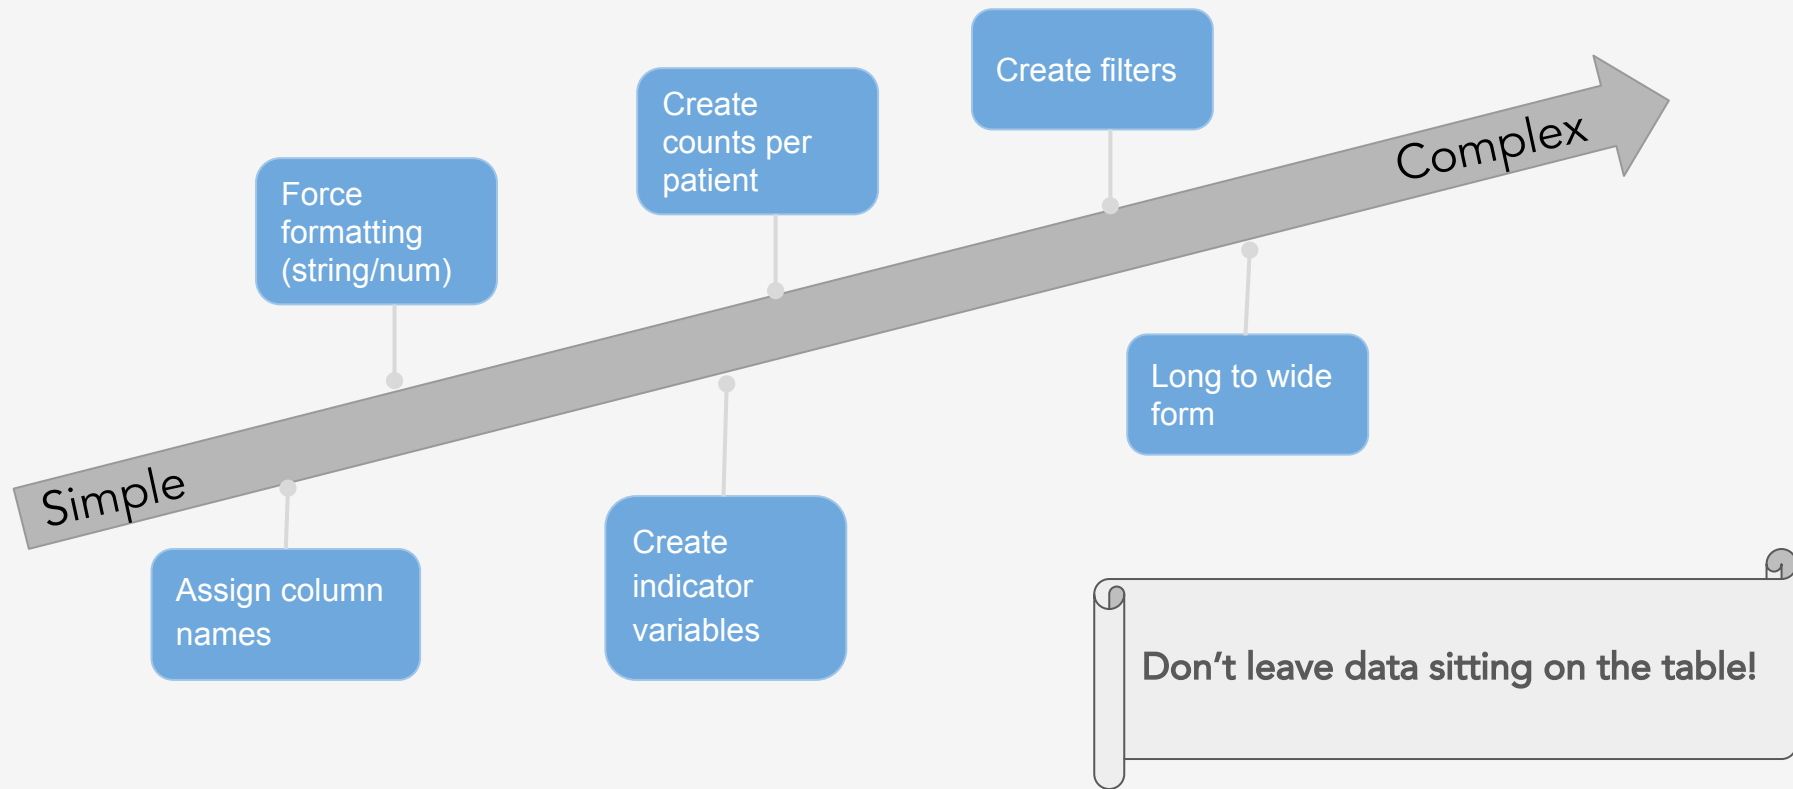 Create filters
Create
counts per
patient
Complex
Force
formatting
(string/num)
Long to wide
form
Simple
Create
indicator
variables
Assign column
names
Don’t leave data sitting on the table!